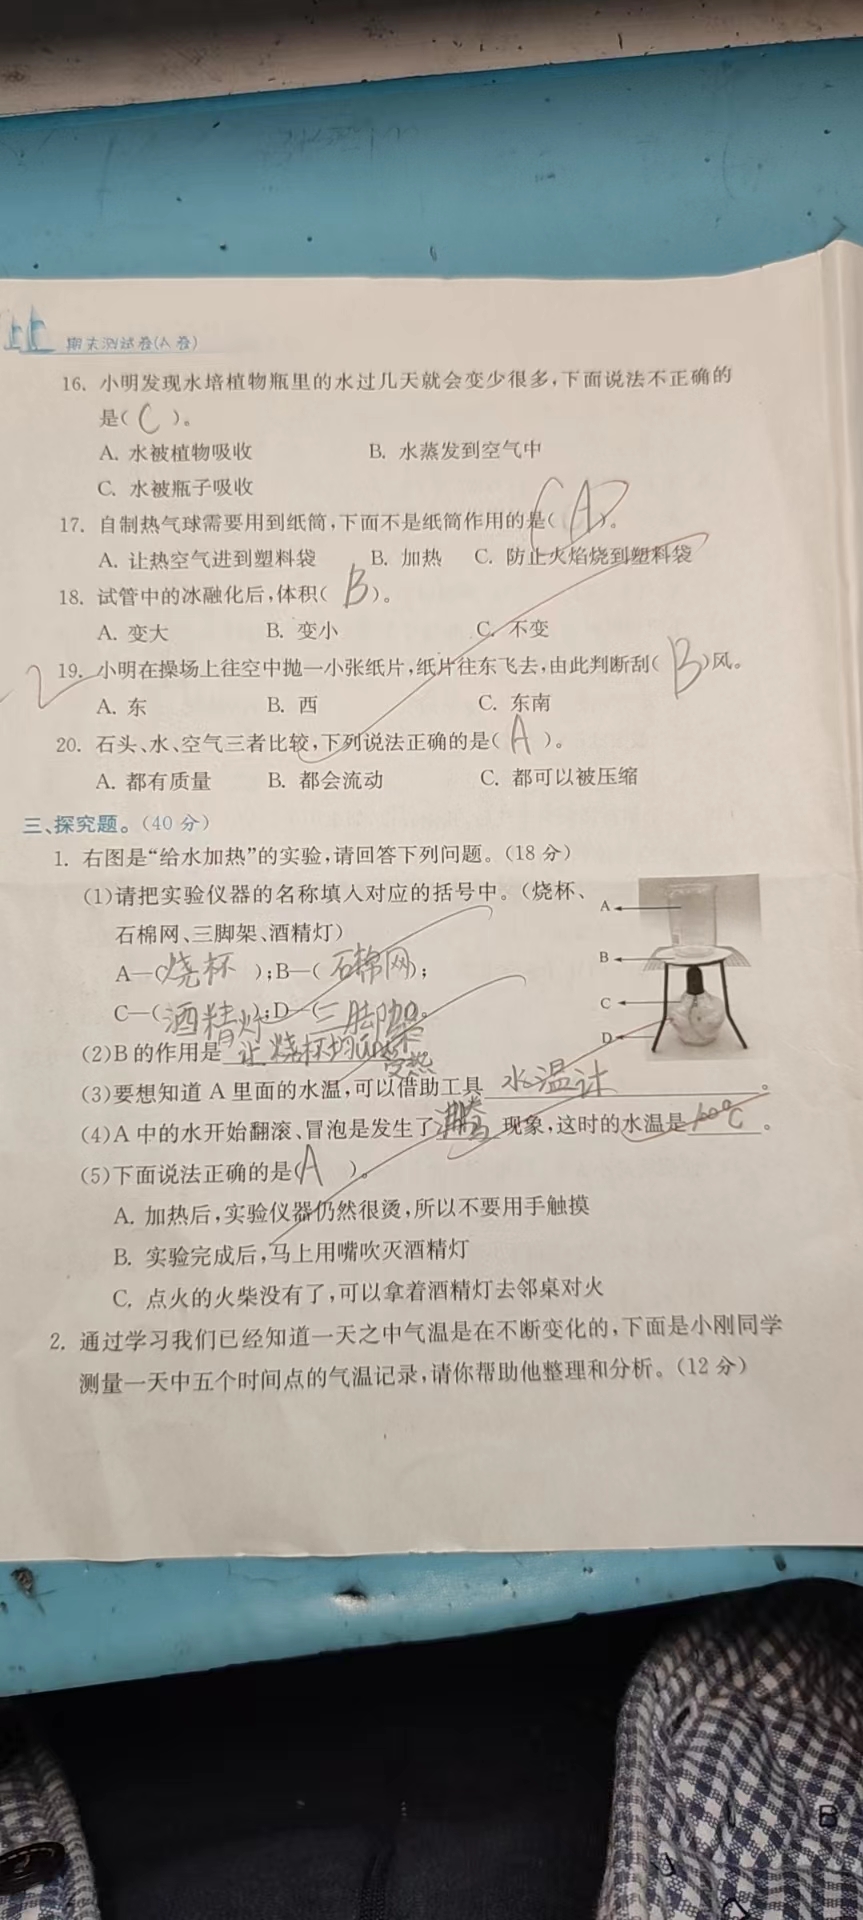 期末测试卷(A卷)
16. 小明发现水培植物瓶里的水过几天就会变少很多,下面说法不正确的
是( C )。
A. 水被植物吸收 B. 水蒸发到空气中
C. 水被瓶子吸收
17. 自制热气球需要用到纸筒,下面不是纸筒作用的是( A )。
A. 让热空气进到塑料袋 B. 加热 C. 防止火焰烧到塑料袋
18. 试管中的冰融化后,体积( B )。
A. 变大 B. 变小 C. 不变
19. 小明在操场上往空中抛一小张纸片,纸片往东飞去,由此判断刮( B )风。
A. 东 B. 西 C. 东南
20. 石头、水、空气三者比较,下列说法正确的是( A )。
A. 都有质量 B. 都会流动 C. 都可以被压缩
三、探究题。(40分)
1. 右图是“给水加热”的实验,请回答下列问题。(18分)
(1)请把实验仪器的名称填入对应的括号中。(烧杯、
石棉网、三脚架、酒精灯)
A—(烧杯);B—(石棉网);
C—(酒精灯);D—(三脚架)。
A
B
C
D
(2)B的作用是 让烧杯均匀受热
(3)要想知道A里面的水温,可以借助工具 水温计 。
(4)A中的水开始翻滚、冒泡是发生了 沸腾 现象,这时的水温是 100℃ 。
(5)下面说法正确的是( A )。
A. 加热后,实验仪器仍然很烫,所以不要用手触摸
B. 实验完成后,马上用嘴吹灭酒精灯
C. 点火的火柴没有了,可以拿着酒精灯去邻桌对火
2. 通过学习我们已经知道一天之中气温是在不断变化的,下面是小刚同学
测量一天中五个时间点的气温记录,请你帮助他整理和分析。(12分)